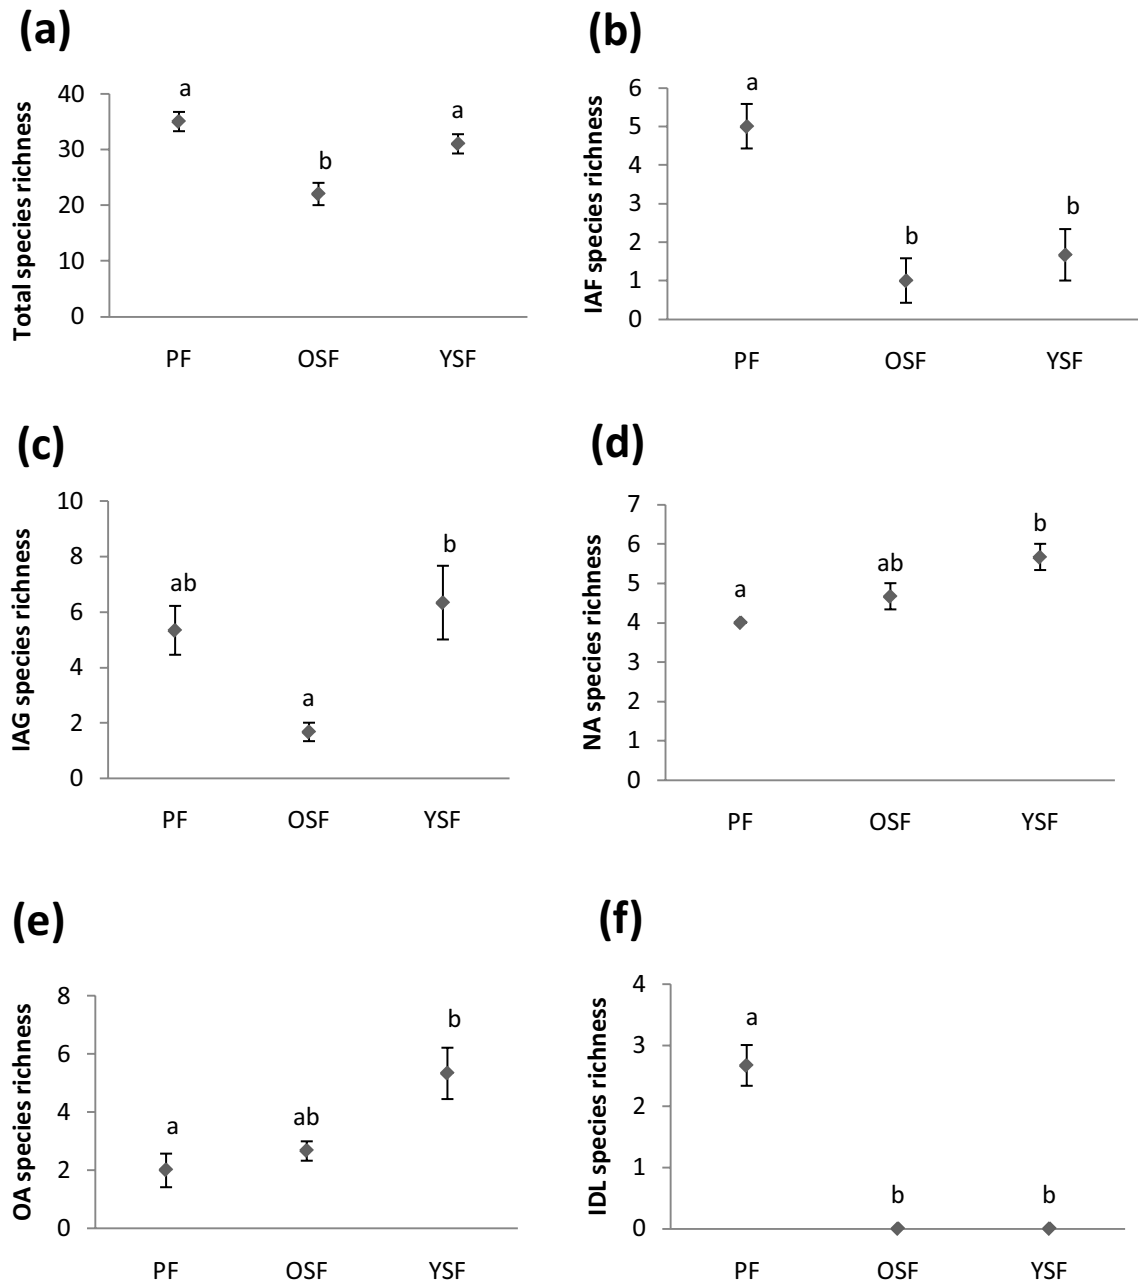 (a)
Total species richness
40
30
20
10
0
a
b
a
PF
OSF
YSF
(b)
IAF species richness
6
5
4
3
2
1
0
a
b
b
PF
OSF
YSF
(c)
IAG species richness
10
8
6
4
2
0
ab
a
b
PF
OSF
YSF
(d)
NA species richness
7
6
5
4
3
2
1
0
a
ab
b
PF
OSF
YSF
(e)
OA species richness
8
6
4
2
0
a
ab
b
PF
OSF
YSF
(f)
IDL species richness
4
3
2
1
0
a
b
b
PF
OSF
YSF